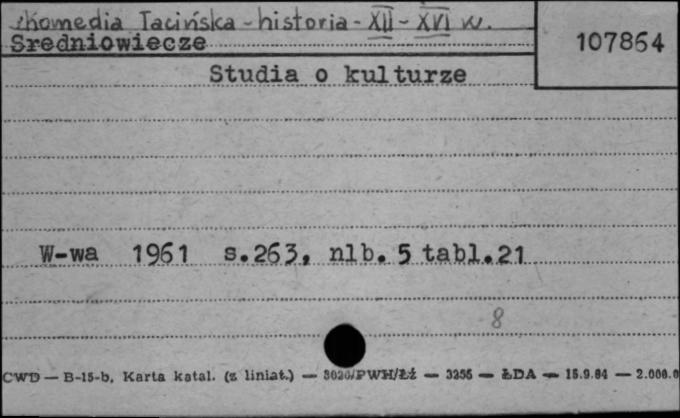 komedia łacińska - historia - XII - XVI w.
Sredniowiecze
107864
Studia o kulturze
W-wa 1961 s.263, nlb. 5 tabl.21
8
CWD — B-15-b, Karta katal. (z liniat.) — 3020/PWH/Łź — 3255 — ŁDA — 15.9.84 — 2.000.0